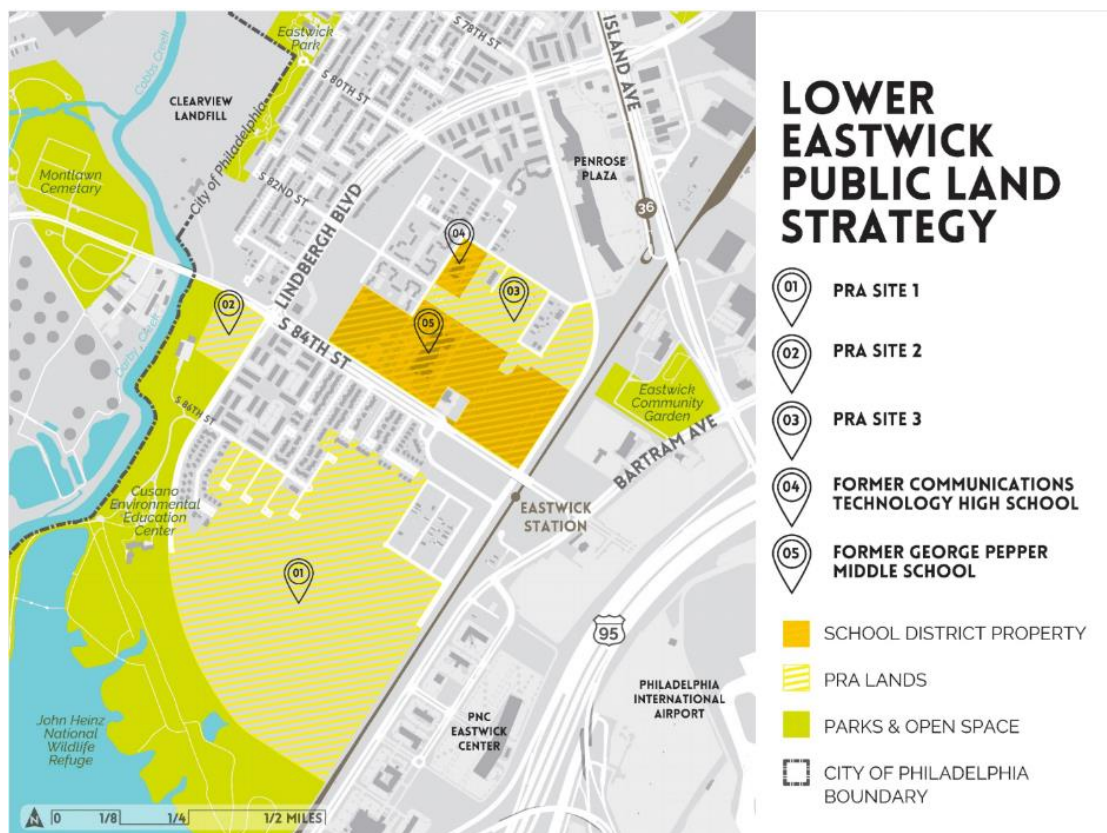 Eastwick
Park
S 78TH ST
ISLAND AVE
Cobbs Creek
CLEARVIEW
LANDFILL
S 80TH ST
City of Philadelphia
Montlawn
Cemetary
S 82ND ST
LINDBERGH BLVD
PENROSE
PLAZA
36
04
03
02
05
S 84TH ST
Darby Creek
Eastwick
Community
Garden
BARTRAM AVE
S 86TH ST
Cusano
Environmental
Education
Center
EASTWICK
STATION
01
95
John Heinz
National
Wildlife
Refuge
PNC
EASTWICK
CENTER
PHILADELPHIA
INTERNATIONAL
AIRPORT
N 0 1/8 1/4 1/2 MILES
LOWER
EASTWICK
PUBLIC LAND
STRATEGY
01 PRA SITE 1
02 PRA SITE 2
03 PRA SITE 3
04 FORMER COMMUNICATIONS
TECHNOLOGY HIGH SCHOOL
05 FORMER GEORGE PEPPER
MIDDLE SCHOOL
SCHOOL DISTRICT PROPERTY
PRA LANDS
PARKS & OPEN SPACE
CITY OF PHILADELPHIA
BOUNDARY